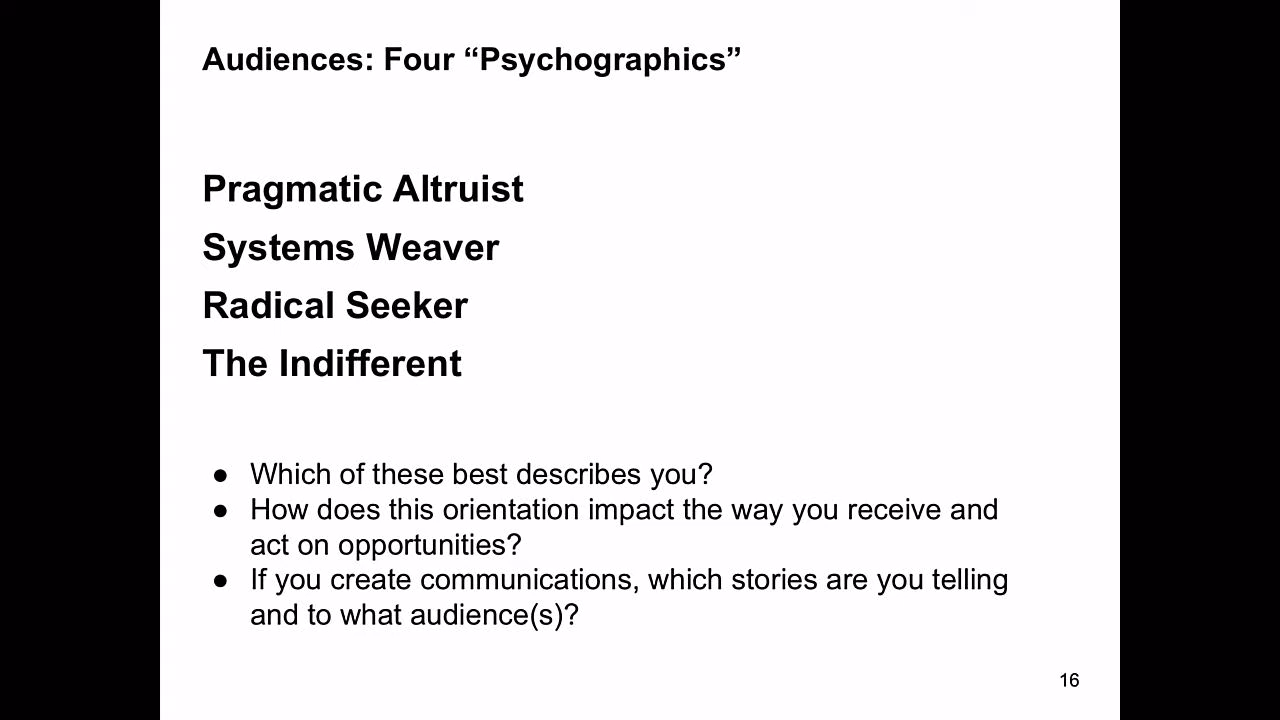 Audiences: Four “Psychographics”
Pragmatic Altruist
Systems Weaver
Radical Seeker
The Indifferent
● Which of these best describes you?
● How does this orientation impact the way you receive and
act on opportunities?
● If you create communications, which stories are you telling
and to what audience(s)?
16